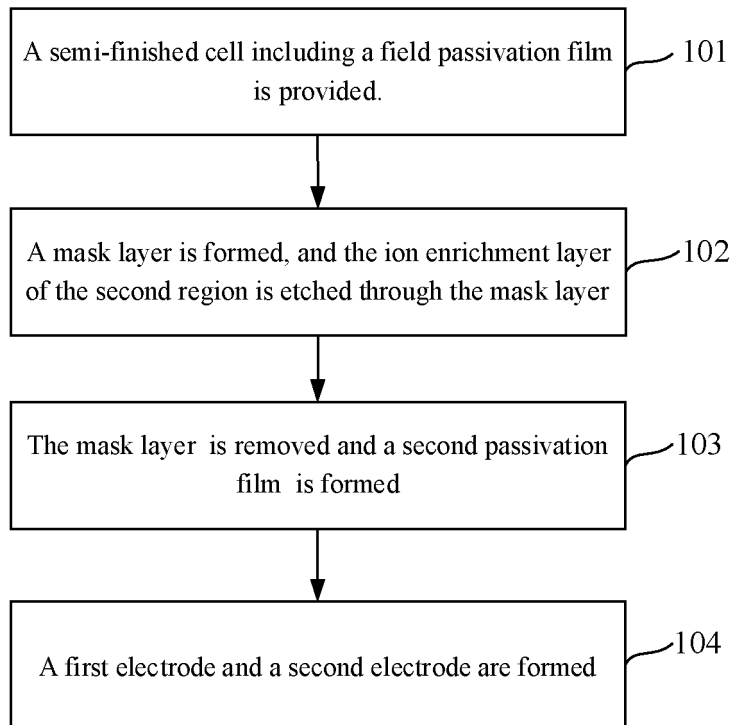 A semi-finished cell including a field passivation film
is provided.
101
A mask layer is formed, and the ion enrichment layer
of the second region is etched through the mask layer
102
The mask layer is removed and a second passivation
film is formed
103
A first electrode and a second electrode are formed
104